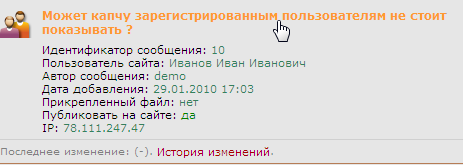 Может капчу зарегистрированным пользователям не стоит
показывать ?
Идентификатор сообщения: 10
Пользователь сайта: Иванов Иван Иванович
Автор сообщения: demo
Дата добавления: 29.01.2010 17:03
Прикрепленный файл: нет
Публиковать на сайте: да
IP: 78.111.247.47
Последнее изменение: (-). История изменений.